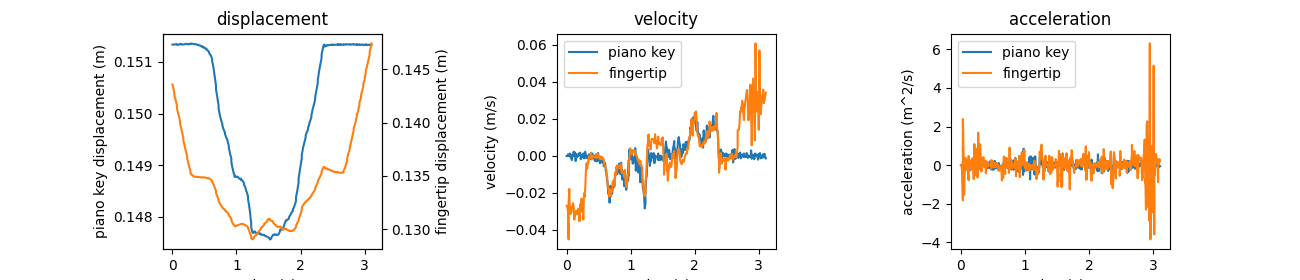 displacement
velocity
acceleration
piano key displacement (m)
0.151
0.150
0.149
0.148
0 1 2 3
0.145
0.140
0.135
0.130
fingertip displacement (m)
velocity (m/s)
0.06
0.04
0.02
0.00
−0.02
−0.04
piano key
fingertip
0 1 2 3
acceleration (m^2/s)
6
4
2
0
−2
−4
piano key
fingertip
0 1 2 3